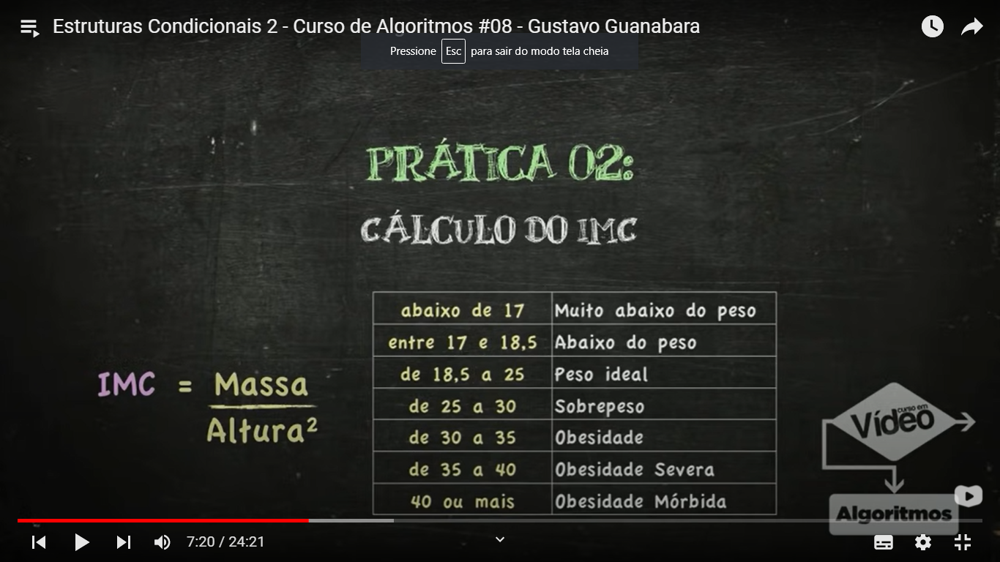 Estruturas Condicionais 2 - Curso de Algoritmos #08 - Gustavo Guanabara
Pressione Esc para sair do modo tela cheia
PRÁTICA 02:
CÁLCULO DO IMC
IMC = Massa
Altura²
abaixo de 17 Muito abaixo do peso
entre 17 e 18,5 Abaixo do peso
de 18,5 a 25 Peso ideal
de 25 a 30 Sobrepeso
de 30 a 35 Obesidade
de 35 a 40 Obesidade Severa
40 ou mais Obesidade Mórbida
curso em
Vídeo
Algoritmos
7:20 / 24:21